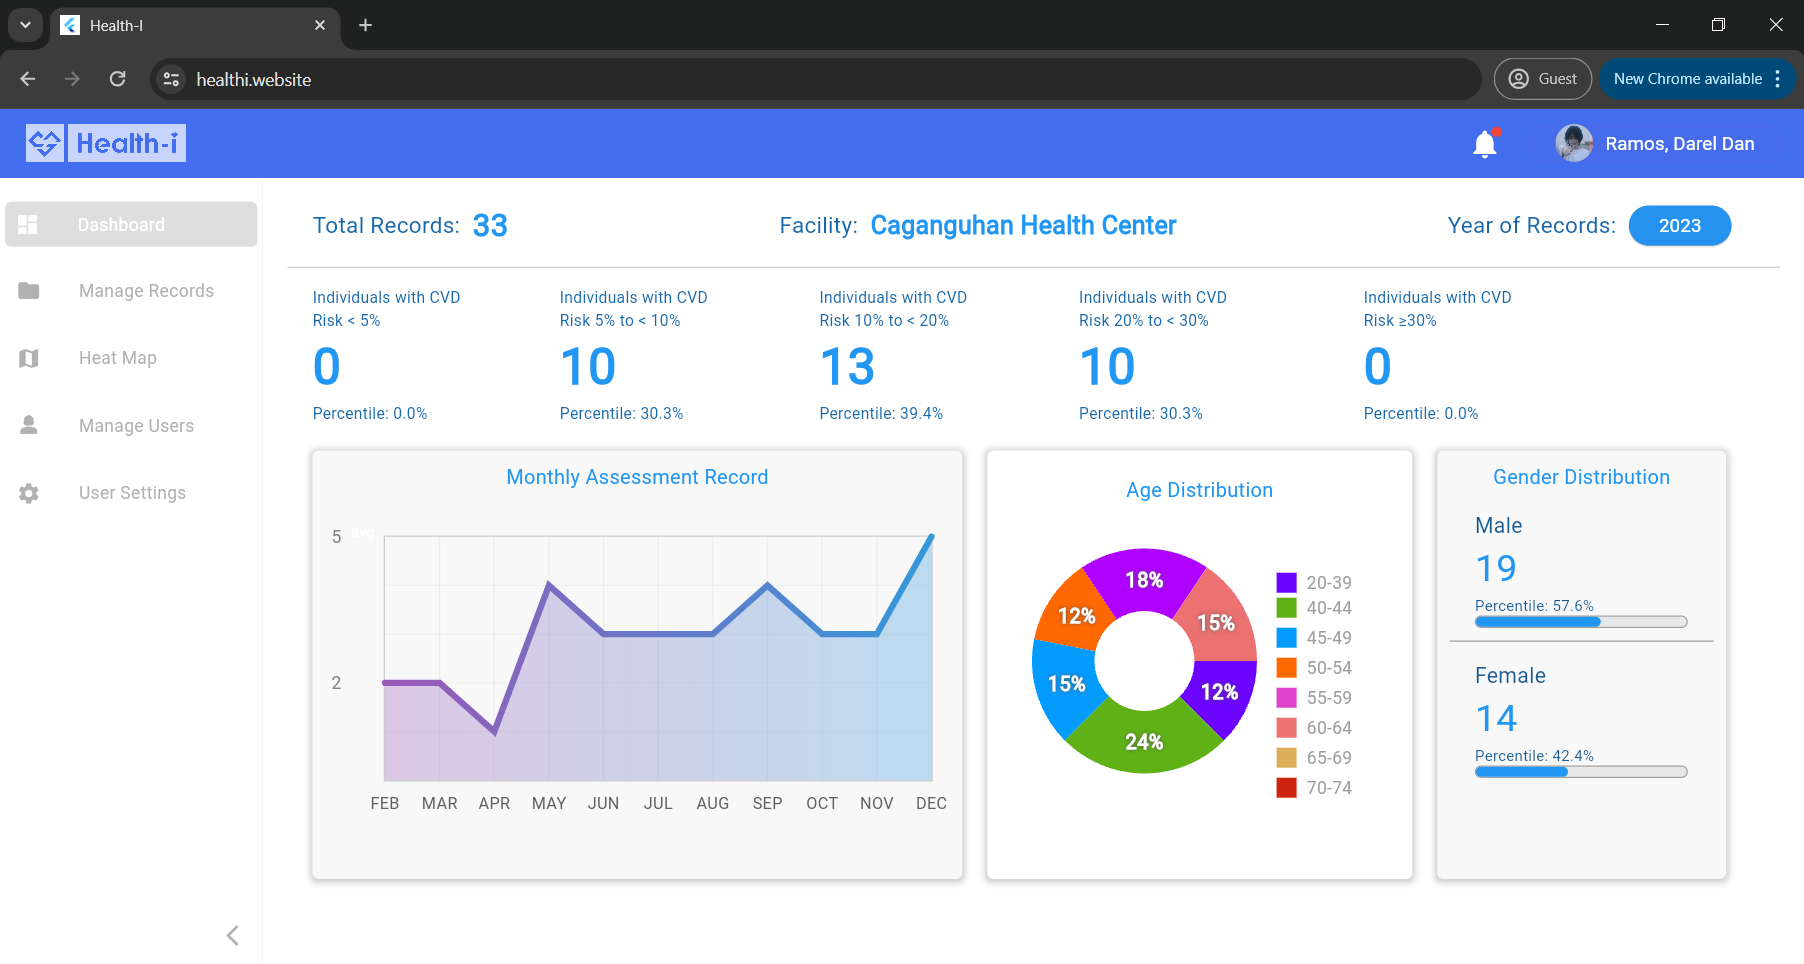 Health-I
healthi.website
Guest
New Chrome available
Health-i
Ramos, Darel Dan
Dashboard
Manage Records
Heat Map
Manage Users
User Settings
Total Records: 33
Facility: Caganguhan Health Center
Year of Records: 2023
Individuals with CVD
Risk < 5%
0
Percentile: 0.0%
Individuals with CVD
Risk 5% to < 10%
10
Percentile: 30.3%
Individuals with CVD
Risk 10% to < 20%
13
Percentile: 39.4%
Individuals with CVD
Risk 20% to < 30%
10
Percentile: 30.3%
Individuals with CVD
Risk ≥30%
0
Percentile: 0.0%
Monthly Assessment Record
5 avg
2
FEB MAR APR MAY JUN JUL AUG SEP OCT NOV DEC
Age Distribution
18%
12%
15%
15%
12%
24%
20-39
40-44
45-49
50-54
55-59
60-64
65-69
70-74
Gender Distribution
Male
19
Percentile: 57.6%
Female
14
Percentile: 42.4%